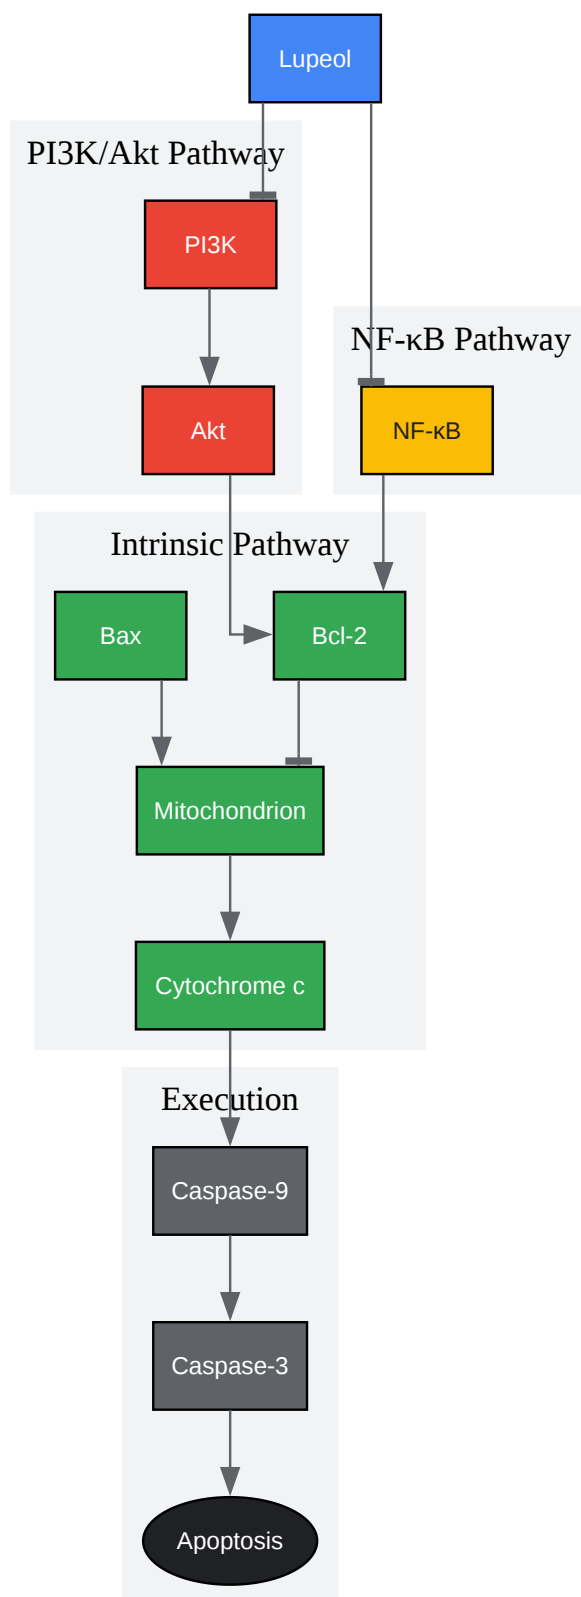 Lupeol
PI3K/Akt Pathway
PI3K
NF-κB Pathway
Akt
NF-κB
Intrinsic Pathway
Bax
Bcl-2
Mitochondrion
Cytochrome c
Execution
Caspase-9
Caspase-3
Apoptosis